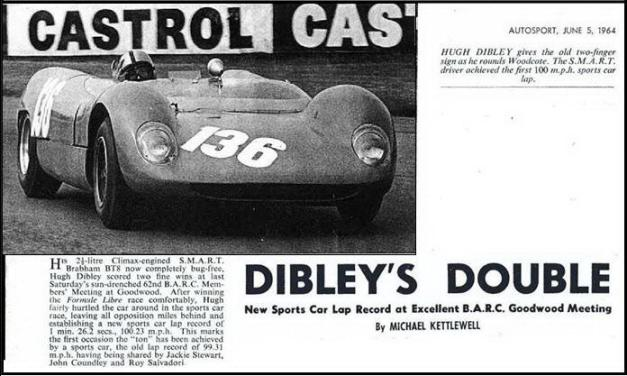 CASTROL CAS
136
136
AUTOSPORT, JUNE 5, 1964
HUGH DIBLEY gives the old two-finger
sign as he rounds Woodcote. The S.M.A.R.T.
driver achieved the first 100 m.p.h. sports car
lap.
HIS 2½-litre Climax-engined S.M.A.R.T.
Brabham BT8 now completely bug-free,
Hugh Dibley scored two fine wins at last
Saturday's sun-drenched 62nd B.A.R.C. Mem-
bers' Meeting at Goodwood. After winning
the Formule Libre race comfortably, Hugh
fairly hurtled the car around in the sports car
race, leaving all opposition miles behind and
establishing a new sports car lap record of
1 min. 26.2 secs., 100.23 m.p.h. This marks
the first occasion the "ton" has been achieved
by a sports car, the old lap record of 99.31
m.p.h. having being shared by Jackie Stewart,
John Coundley and Roy Salvadori.
DIBLEY'S DOUBLE
New Sports Car Lap Record at Excellent B.A.R.C. Goodwood Meeting
By MICHAEL KETTLEWELL